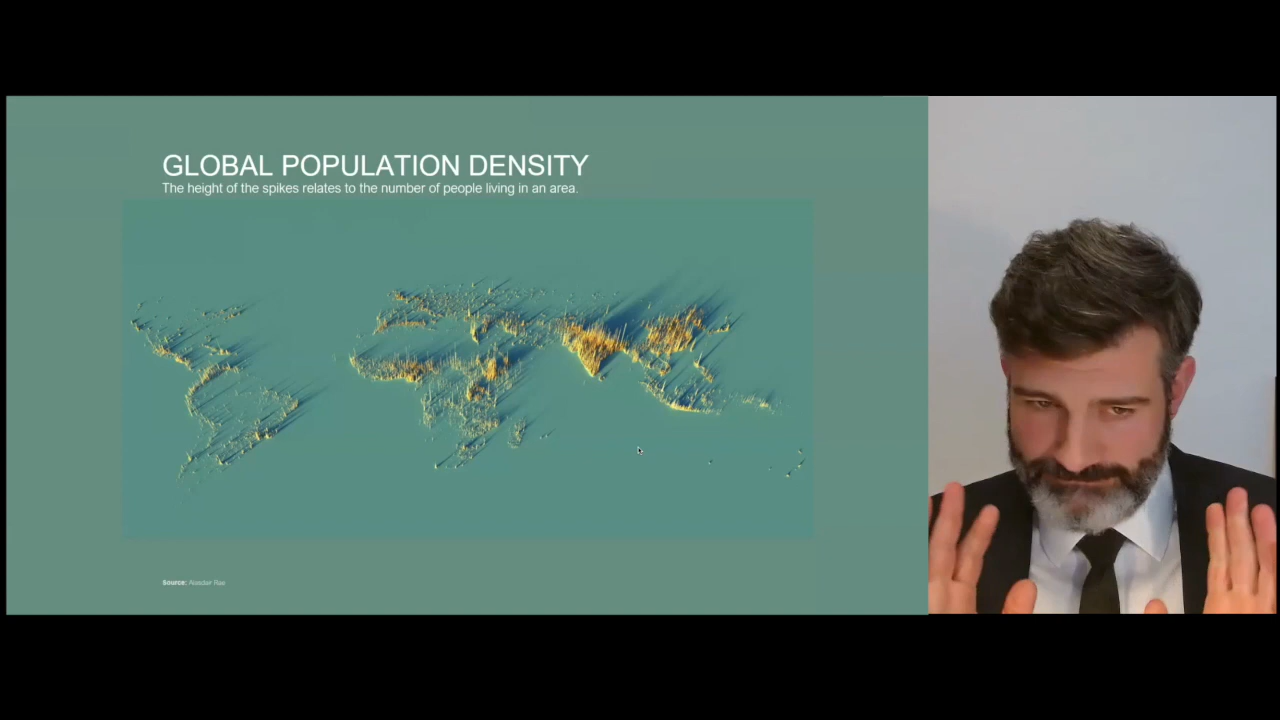 GLOBAL POPULATION DENSITY
The height of the spikes relates to the number of people living in an area.
Source: Alasdair Rae